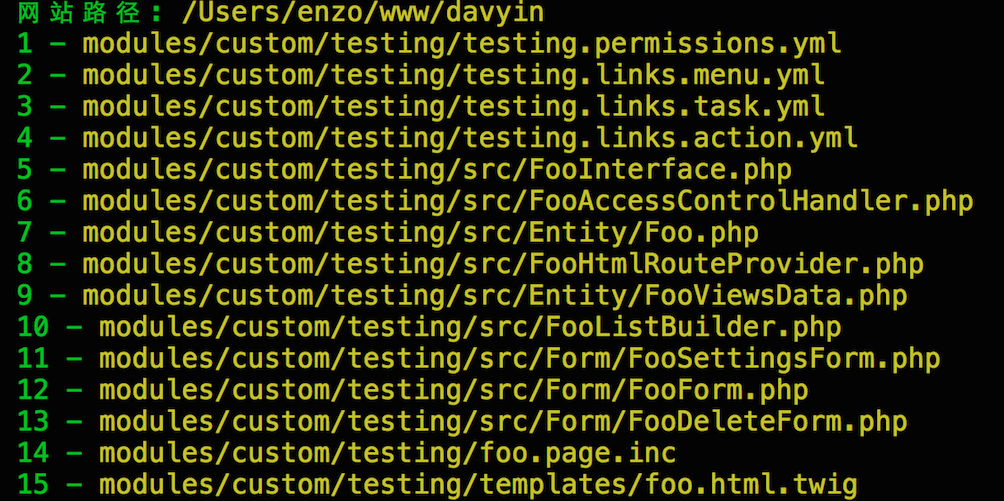 网站路径: /Users/enzo/www/davyin
1 - modules/custom/testing/testing.permissions.yml
2 - modules/custom/testing/testing.links.menu.yml
3 - modules/custom/testing/testing.links.task.yml
4 - modules/custom/testing/testing.links.action.yml
5 - modules/custom/testing/src/FooInterface.php
6 - modules/custom/testing/src/FooAccessControlHandler.php
7 - modules/custom/testing/src/Entity/Foo.php
8 - modules/custom/testing/src/FooHtmlRouteProvider.php
9 - modules/custom/testing/src/Entity/FooViewsData.php
10 - modules/custom/testing/src/FooListBuilder.php
11 - modules/custom/testing/src/Form/FooSettingsForm.php
12 - modules/custom/testing/src/Form/FooForm.php
13 - modules/custom/testing/src/Form/FooDeleteForm.php
14 - modules/custom/testing/foo.page.inc
15 - modules/custom/testing/templates/foo.html.twig